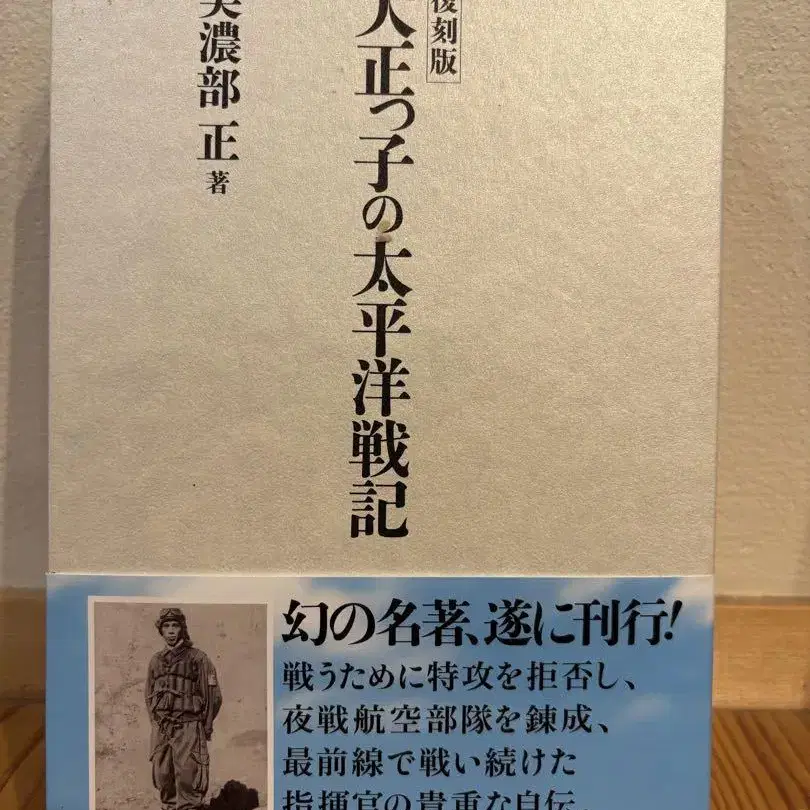 復刻版
大正っ子の太平洋戦記
美濃部 正 著
幻の名著、遂に刊行!
戦うために特攻を拒否し、
夜戦航空部隊を錬成、
最前線で戦い続けた
指揮官の貴重な自伝。